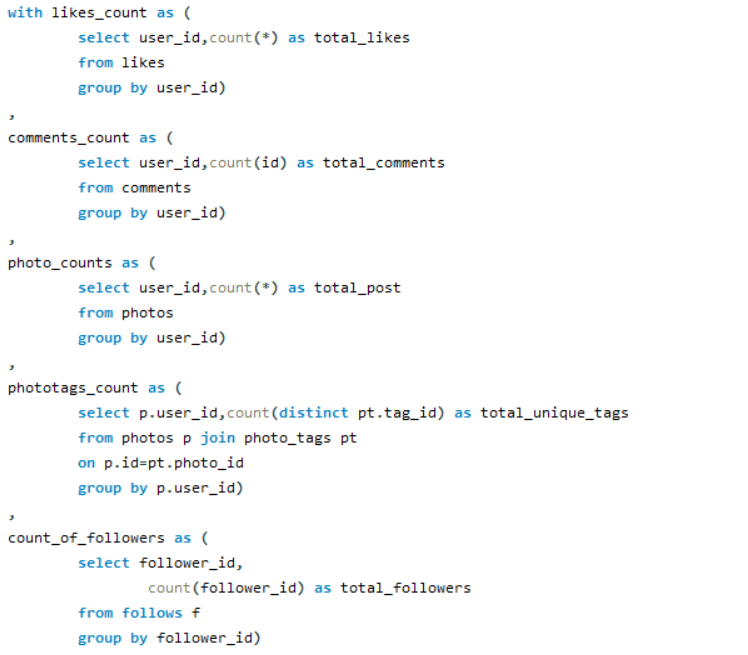 with likes_count as (
select user_id,count(*) as total_likes
from likes
group by user_id)
,
comments_count as (
select user_id,count(id) as total_comments
from comments
group by user_id)
,
photo_counts as (
select user_id,count(*) as total_post
from photos
group by user_id)
,
phototags_count as (
select p.user_id,count(distinct pt.tag_id) as total_unique_tags
from photos p join photo_tags pt
on p.id=pt.photo_id
group by p.user_id)
,
count_of_followers as (
select follower_id,
count(follower_id) as total_followers
from follows f
group by follower_id)